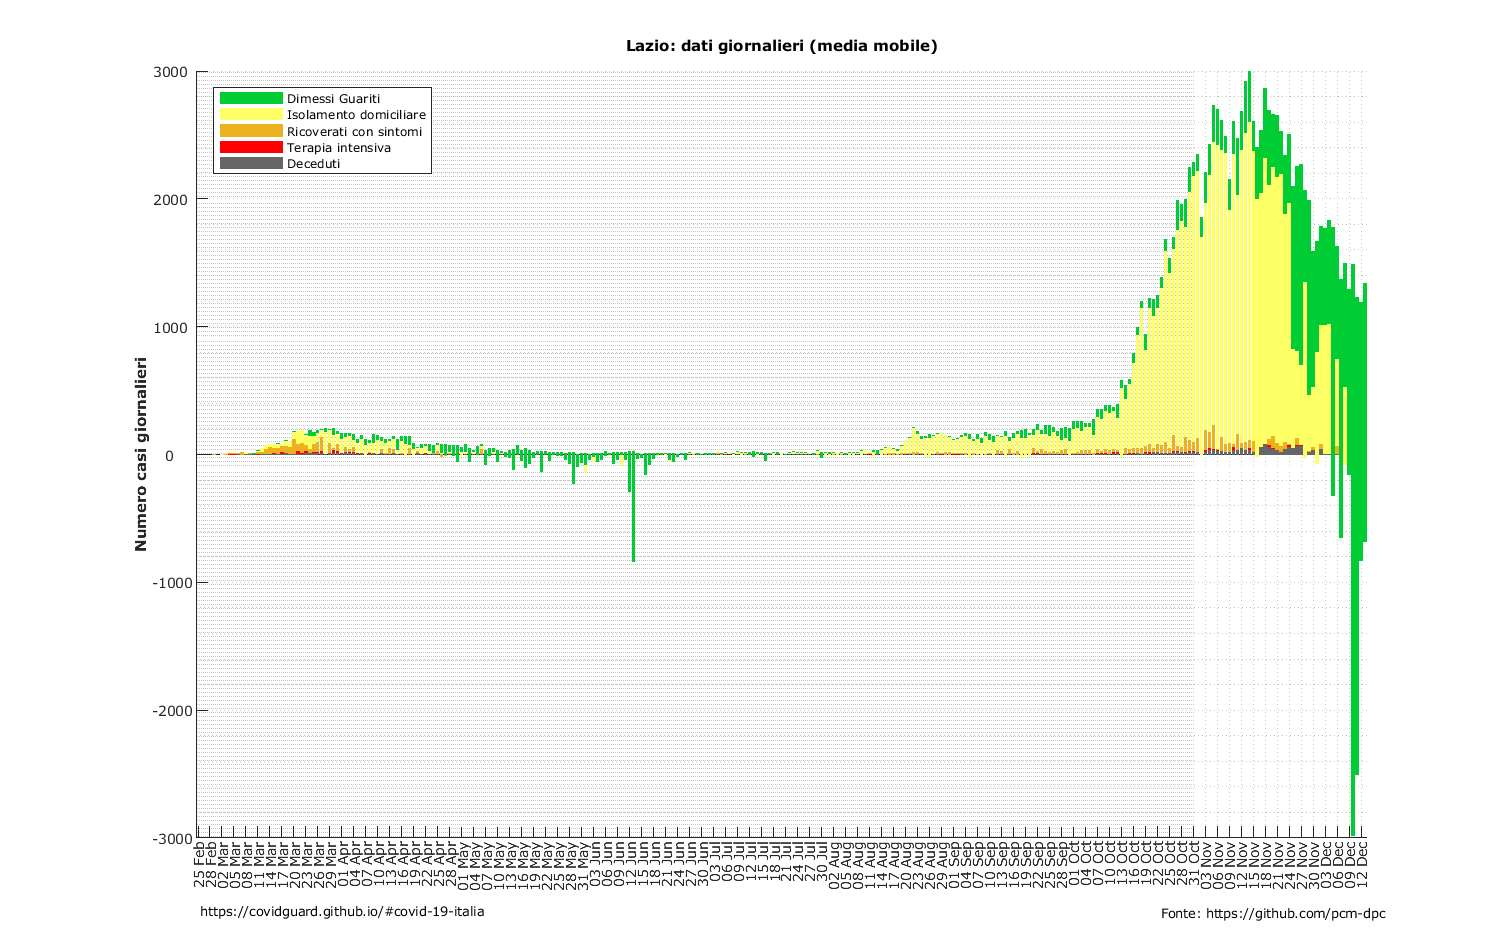 Lazio: dati giornalieri (media mobile)
3000
2000
1000
0
-1000
-2000
-3000
Numero casi giornalieri
Dimessi Guariti
Isolamento domiciliare
Ricoverati con sintomi
Terapia intensiva
Deceduti
25 Feb
28 Feb
02 Mar
05 Mar
08 Mar
11 Mar
14 Mar
17 Mar
20 Mar
23 Mar
26 Mar
29 Mar
01 Apr
04 Apr
07 Apr
10 Apr
13 Apr
16 Apr
19 Apr
22 Apr
25 Apr
28 Apr
01 May
04 May
07 May
10 May
13 May
16 May
19 May
22 May
25 May
28 May
31 May
03 Jun
06 Jun
09 Jun
12 Jun
15 Jun
18 Jun
21 Jun
24 Jun
27 Jun
30 Jun
03 Jul
06 Jul
09 Jul
12 Jul
15 Jul
18 Jul
21 Jul
24 Jul
27 Jul
30 Jul
02 Aug
05 Aug
08 Aug
11 Aug
14 Aug
17 Aug
20 Aug
23 Aug
26 Aug
29 Aug
01 Sep
04 Sep
07 Sep
10 Sep
13 Sep
16 Sep
19 Sep
22 Sep
25 Sep
28 Sep
01 Oct
04 Oct
07 Oct
10 Oct
13 Oct
16 Oct
19 Oct
22 Oct
25 Oct
28 Oct
31 Oct
03 Nov
06 Nov
09 Nov
12 Nov
15 Nov
18 Nov
21 Nov
24 Nov
27 Nov
30 Nov
03 Dec
06 Dec
09 Dec
12 Dec
https://covidguard.github.io/#covid-19-italia
Fonte: https://github.com/pcm-dpc